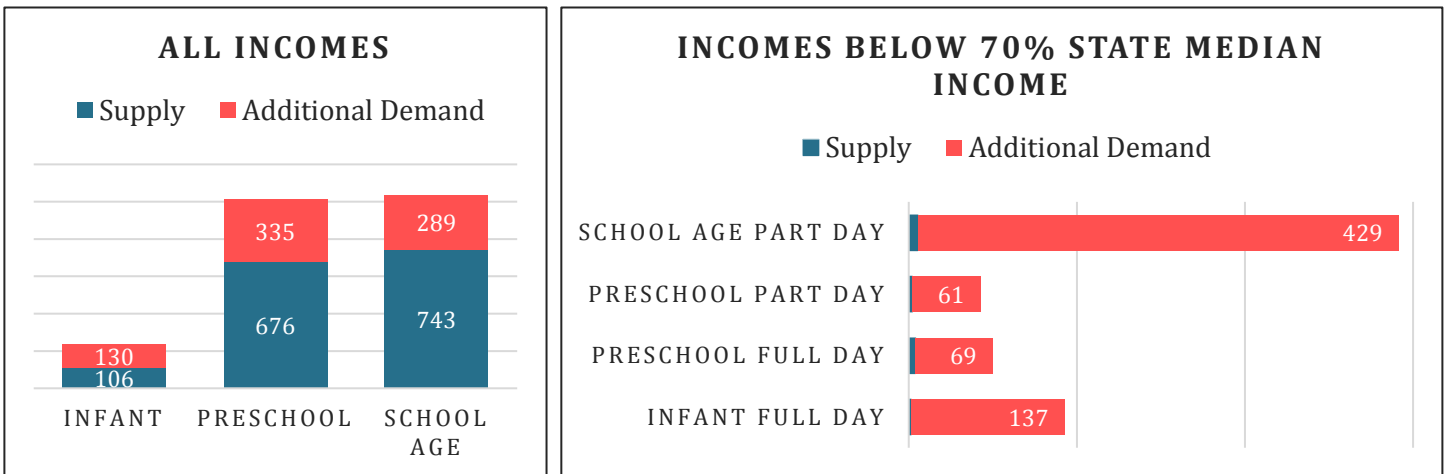 ALL INCOMES
Supply Additional Demand
335
289
676
743
130
106
INFANT PRESCHOOL SCHOOL
AGE
INCOMES BELOW 70% STATE MEDIAN
INCOME
Supply Additional Demand
SCHOOL AGE PART DAY 429
PRESCHOOL PART DAY 61
PRESCHOOL FULL DAY 69
INFANT FULL DAY 137